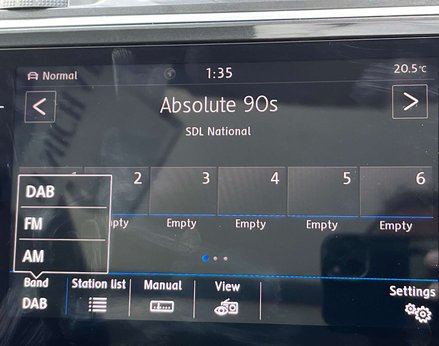 Normal 1:35 20.5°C
Absolute 90s
SDL National
2 3 4 5 6
Empty Empty Empty Empty
DAB
FM
AM
Band Station list Manual View Settings
DAB